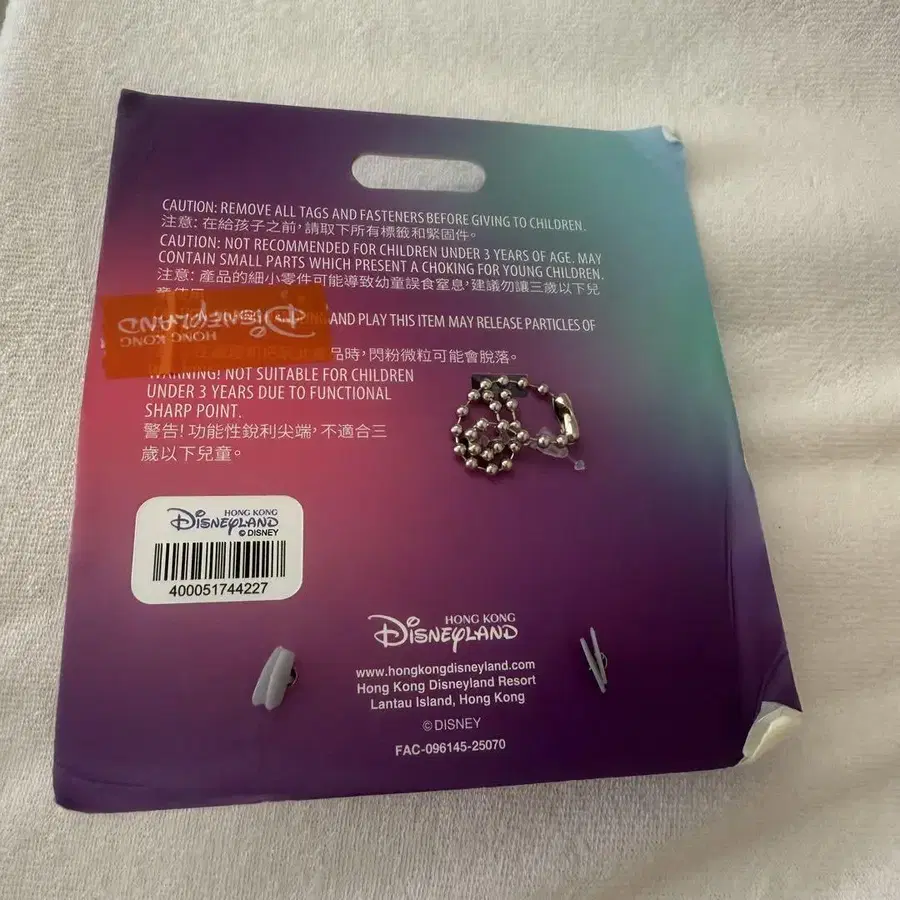 CAUTION: REMOVE ALL TAGS AND FASTENERS BEFORE GIVING TO CHILDREN.
注意: 在給孩子之前, 請取下所有標籤和緊固件。
CAUTION: NOT RECOMMENDED FOR CHILDREN UNDER 3 YEARS OF AGE. MAY
CONTAIN SMALL PARTS WHICH PRESENT A CHOKING FOR YOUNG CHILDREN.
注意: 產品的細小零件可能導致幼童誤食窒息, 建議勿讓三歲以下兒
HONG KONG
DISNEYLAND
AND PLAY THIS ITEM MAY RELEASE PARTICLES OF
品時, 閃粉微粒可能會脫落。
WARNING! NOT SUITABLE FOR CHILDREN
UNDER 3 YEARS DUE TO FUNCTIONAL
SHARP POINT.
警告! 功能性銳利尖端, 不適合三
歲以下兒童。
HONG KONG
DISNEYLAND
© DISNEY
400051744227
HONG KONG
DISNEYLAND
www.hongkongdisneyland.com
Hong Kong Disneyland Resort
Lantau Island, Hong Kong
© DISNEY
FAC-096145-25070